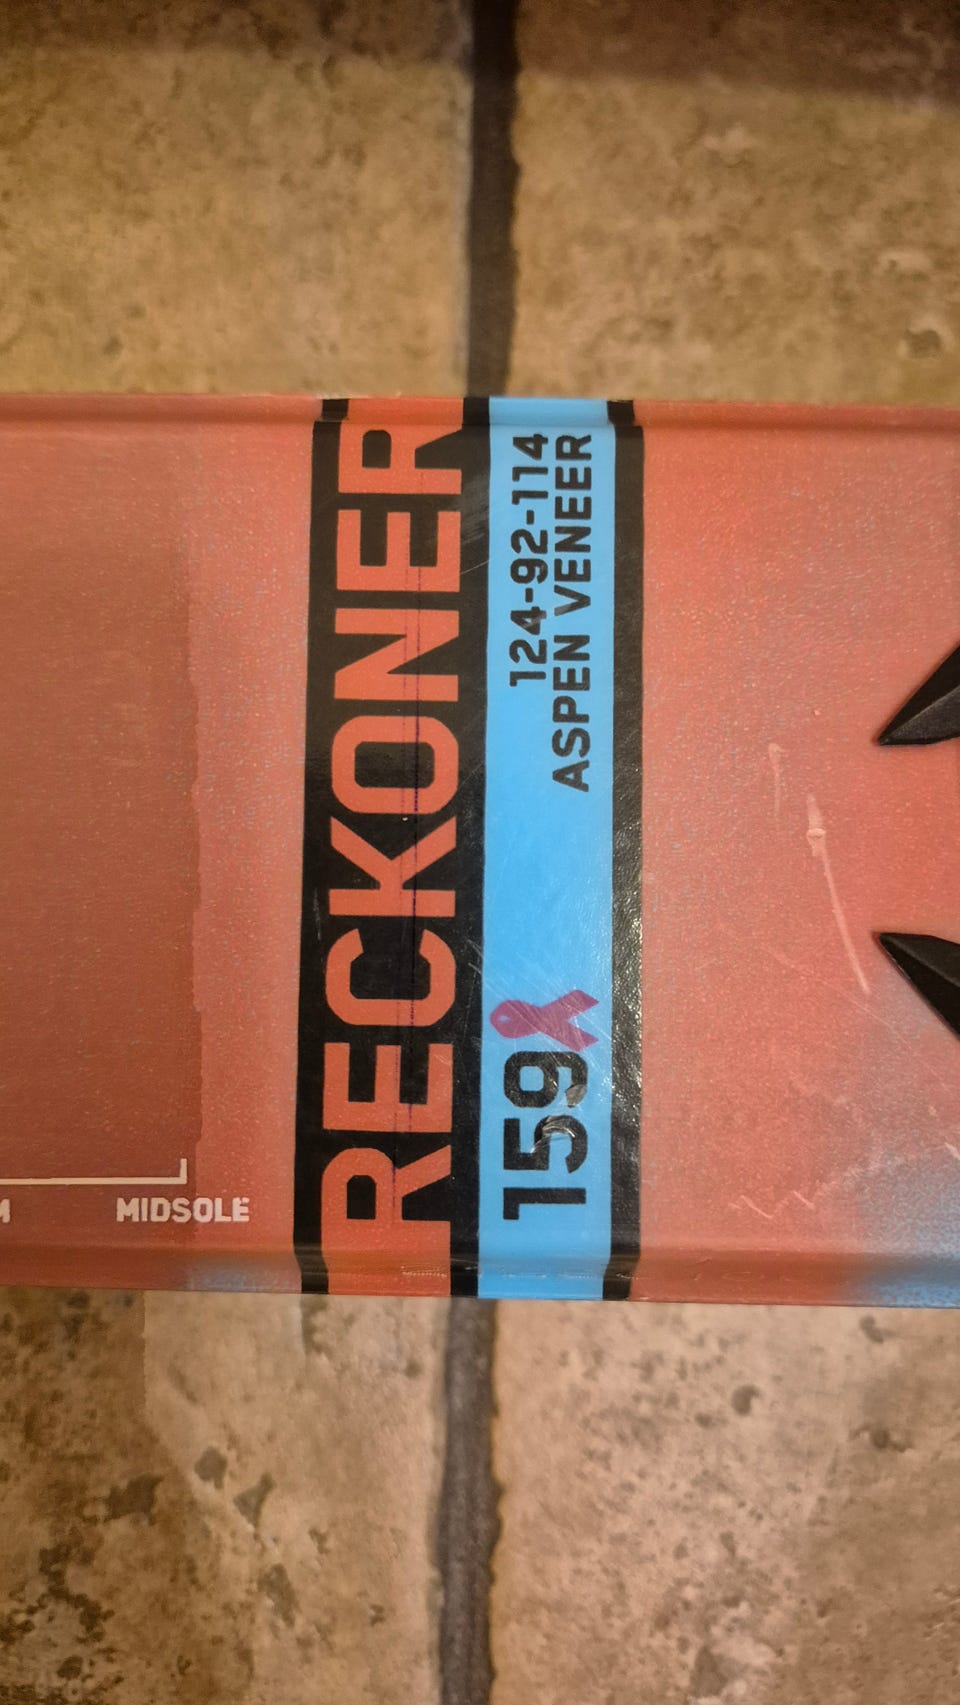 RECKONER
124-92-114
159 ASPEN VENEER
MIDSOLE
M